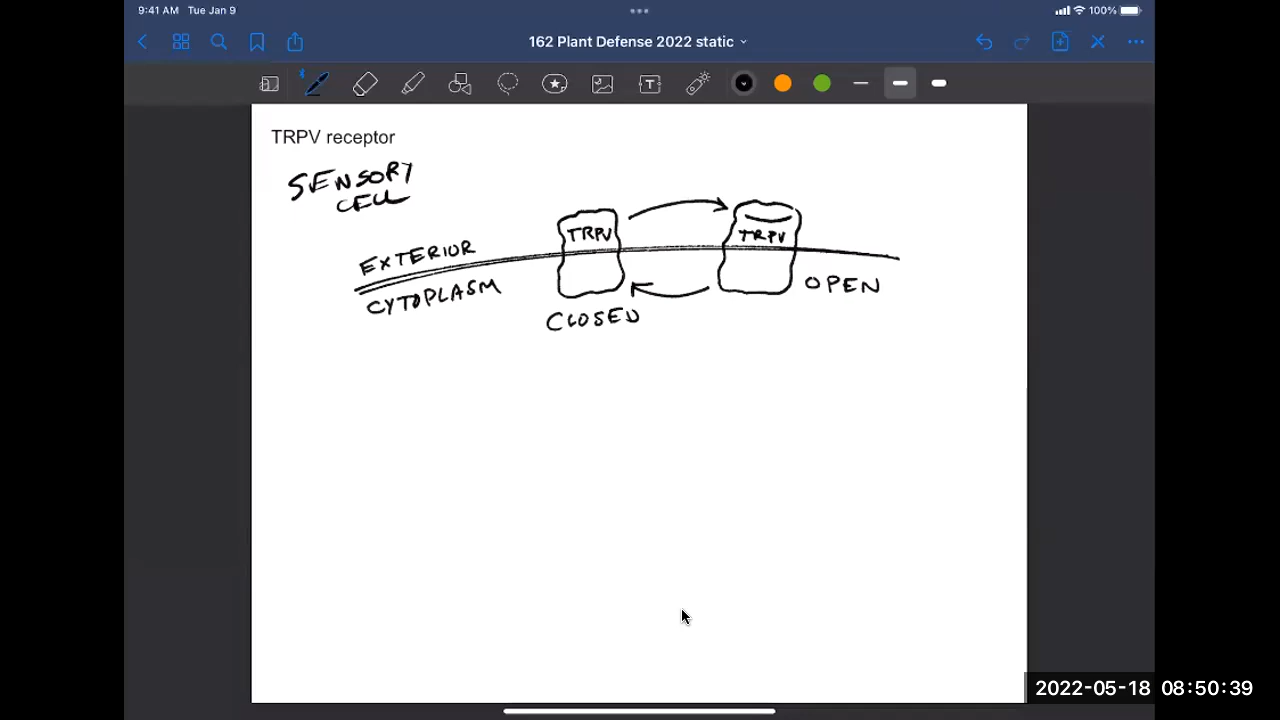 9:41 AM Tue Jan 9
100%
162 Plant Defense 2022 static
T
TRPV receptor
SENSORY
CELL
EXTERIOR
CYTOPLASM
TRPV
CLOSED
TRPV
OPEN
2022-05-18 08:50:39